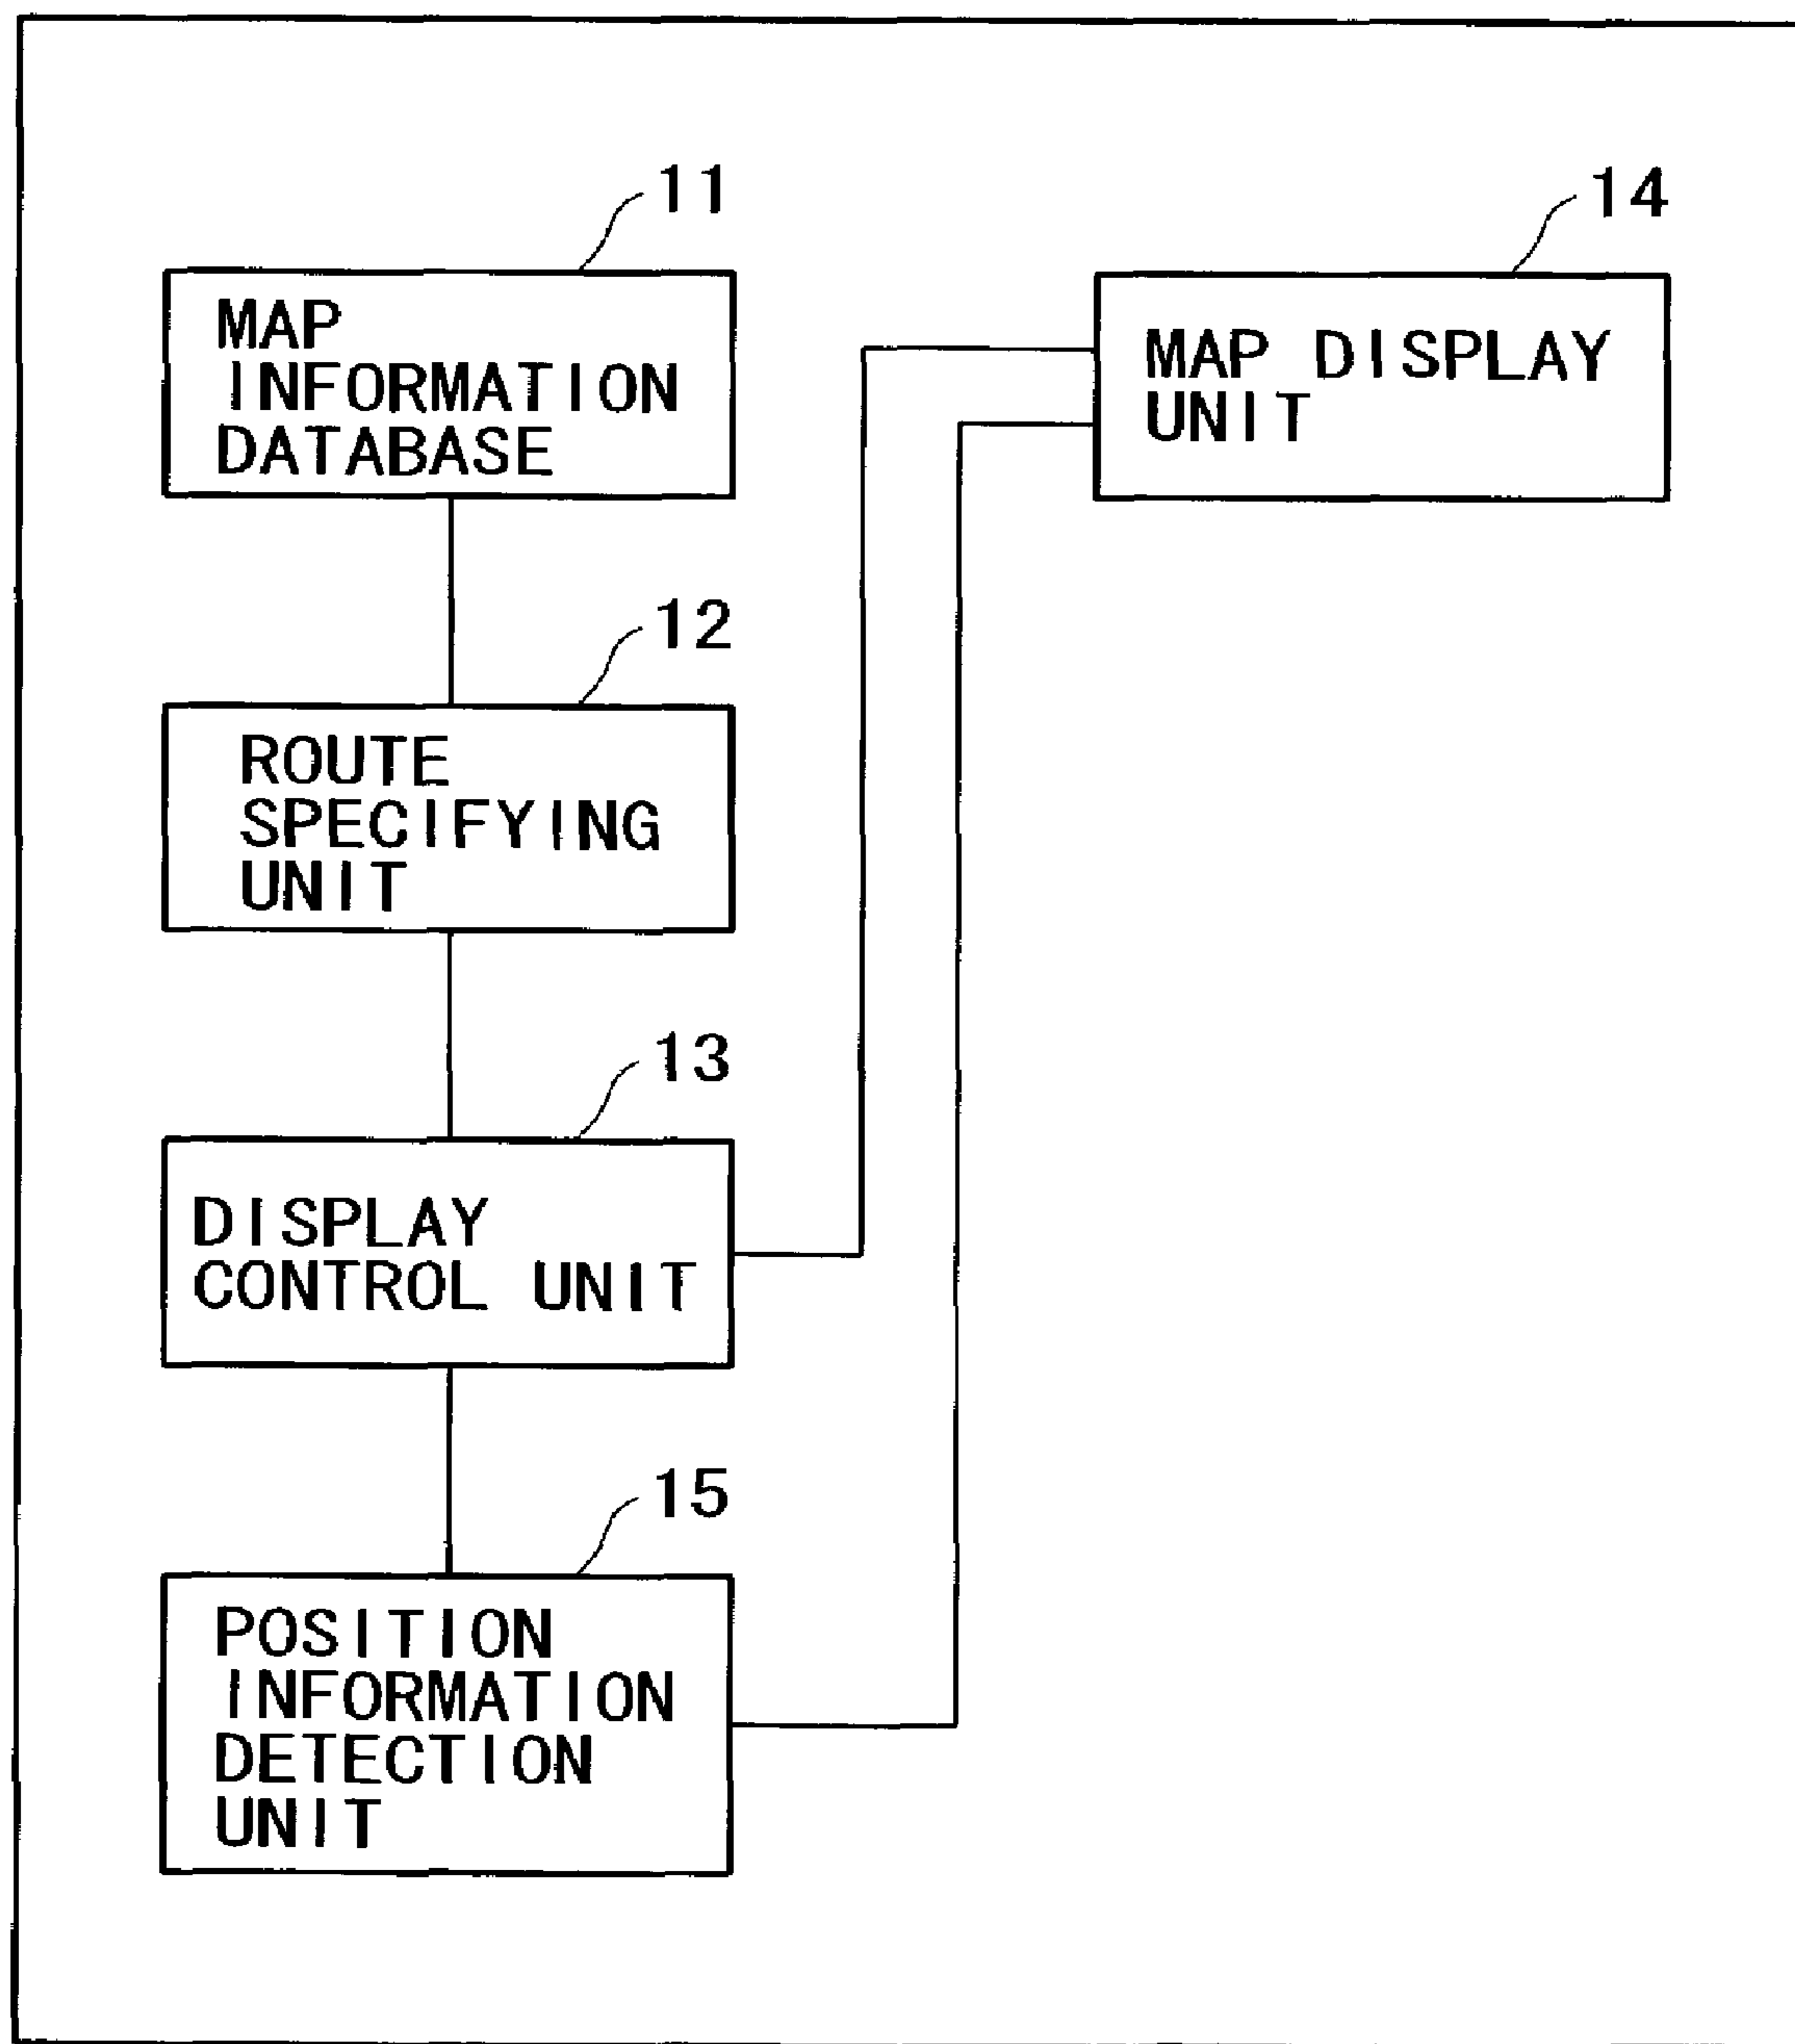 11
MAP
INFORMATION
DATABASE
14
MAP DISPLAY
UNIT
12
ROUTE
SPECIFYING
UNIT
13
DISPLAY
CONTROL UNIT
15
POSITION
INFORMATION
DETECTION
UNIT